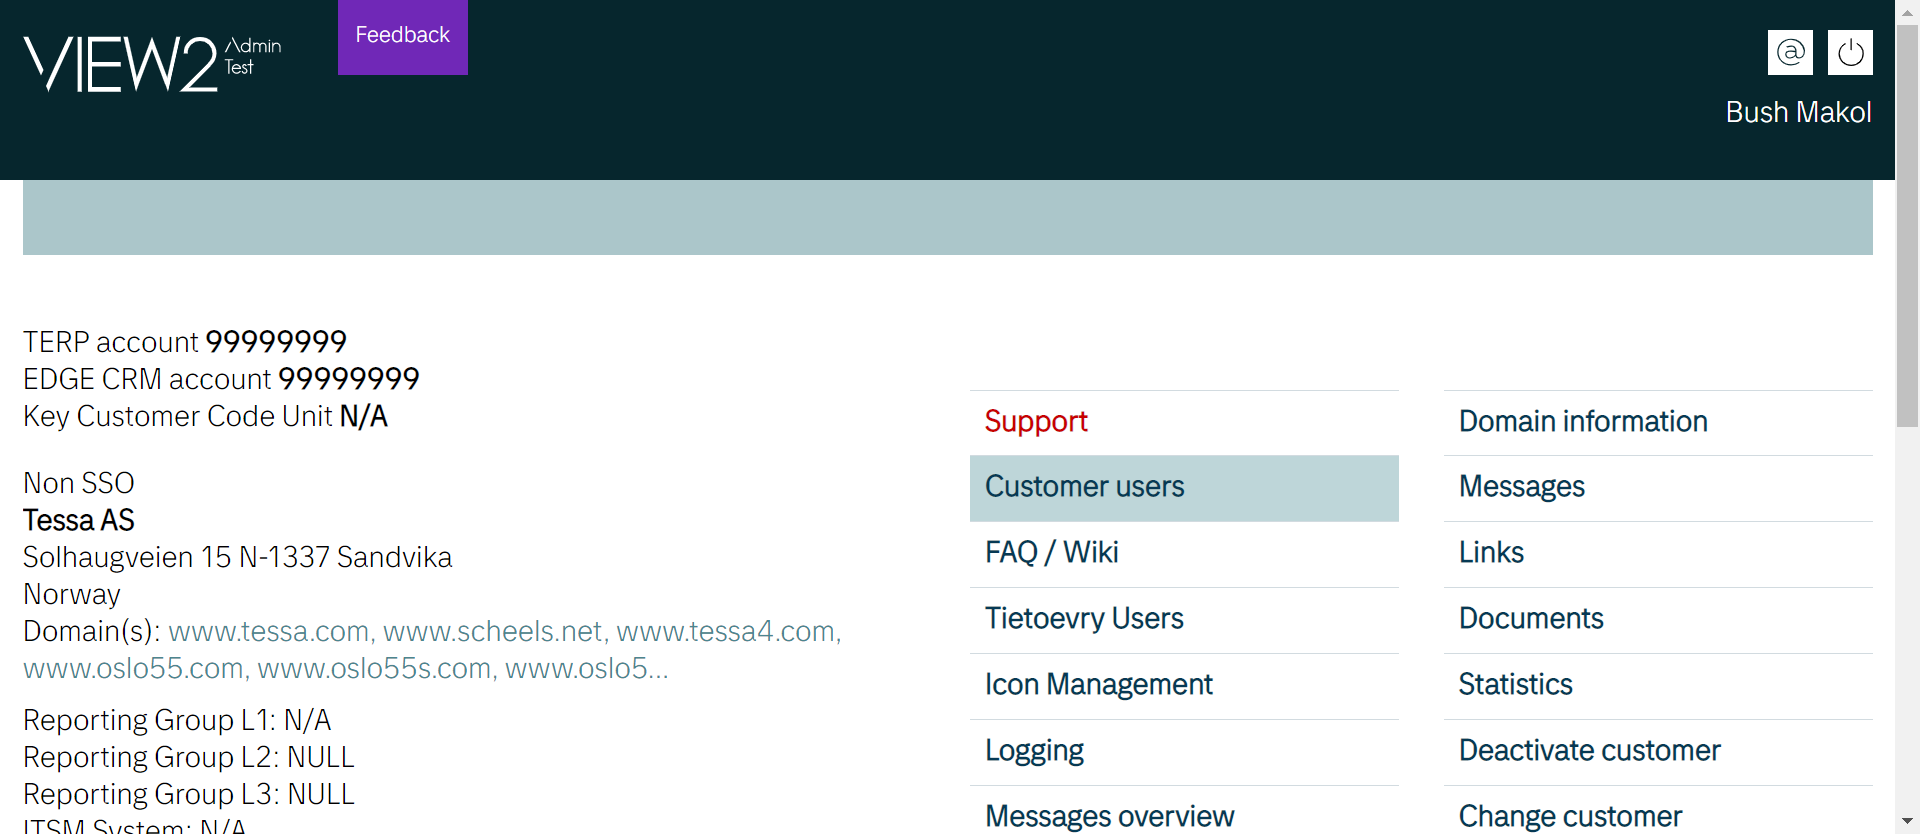 VIEW2 Admin Test
Feedback
@
Bush Makol
TERP account 99999999
EDGE CRM account 99999999
Key Customer Code Unit N/A
Non SSO
Tessa AS
Solhaugveien 15 N-1337 Sandvika
Norway
Domain(s): www.tessa.com, www.scheels.net, www.tessa4.com,
www.oslo55.com, www.oslo55s.com, www.oslo5...
Reporting Group L1: N/A
Reporting Group L2: NULL
Reporting Group L3: NULL
ITSM System: N/A
Support
Customer users
FAQ / Wiki
Tietoevry Users
Icon Management
Logging
Messages overview
Domain information
Messages
Links
Documents
Statistics
Deactivate customer
Change customer